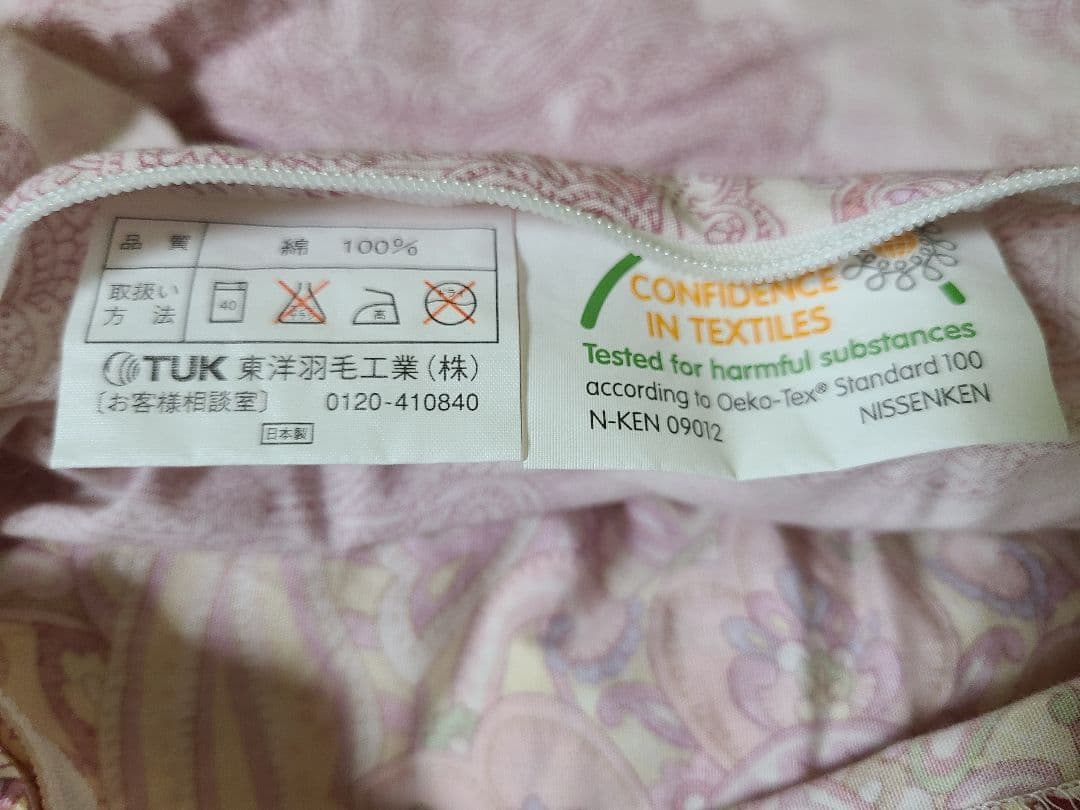 品質 綿 100%
取扱い
方法
40
高
TUK 東洋羽毛工業(株)
〔お客様相談室〕 0120-410840
日本製
CONFIDENCE
IN TEXTILES
Tested for harmful substances
according to Oeko-Tex® Standard 100
N-KEN 09012 NISSENKEN